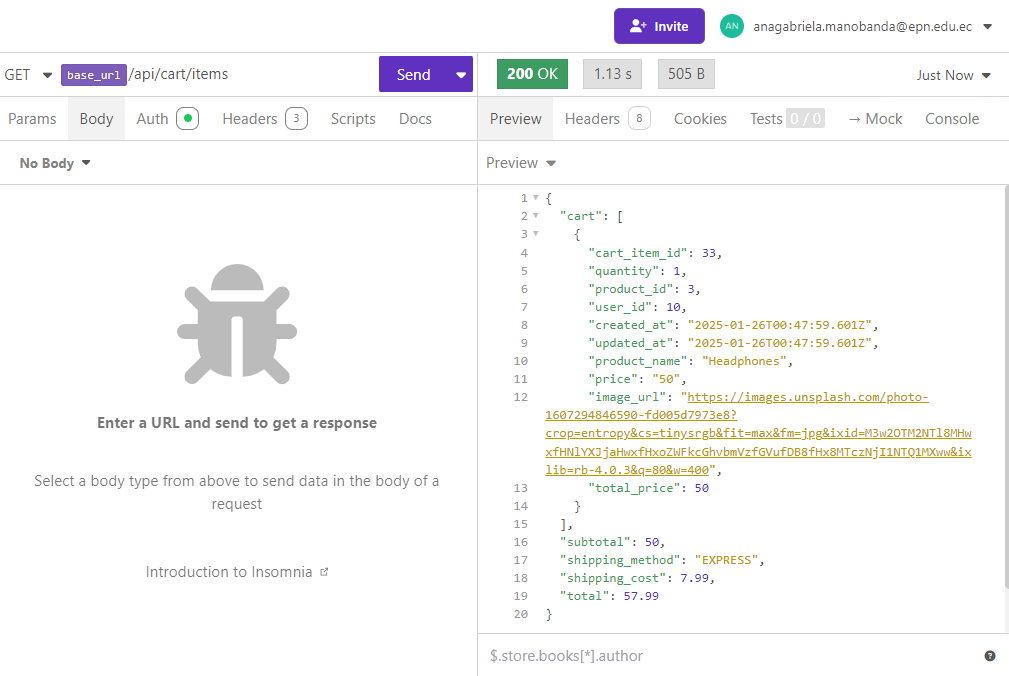 Invite
AN
anagabriela.manobanda@epn.edu.ec
GET base_url /api/cart/items
Send
200 OK
1.13 s
505 B
Just Now
Params Body Auth Headers 3 Scripts Docs
Preview Headers 8 Cookies Tests 0 / 0 → Mock Console
No Body
Preview
Enter a URL and send to get a response
Select a body type from above to send data in the body of a
request
Introduction to Insomnia
1 {
2 "cart": [
3 {
4 "cart_item_id": 33,
5 "quantity": 1,
6 "product_id": 3,
7 "user_id": 10,
8 "created_at": "2025-01-26T00:47:59.601Z",
9 "updated_at": "2025-01-26T00:47:59.601Z",
10 "product_name": "Headphones",
11 "price": "50",
12 "image_url": "https://images.unsplash.com/photo-
1607294846590-fd005d7973e8?
crop=entropy&cs=tinysrgb&fit=max&fm=jpg&ixid=M3w2OTM2NTl8MHw
xfHNlYXJjaHwxfHxoZWFkcGhvbmVzfGVufDB8fHx8MTczNjI1NTQ1MXww&ix
lib=rb-4.0.3&q=80&w=400",
13 "total_price": 50
14 }
15 ],
16 "subtotal": 50,
17 "shipping_method": "EXPRESS",
18 "shipping_cost": 7.99,
19 "total": 57.99
20 }
$.store.books[*].author